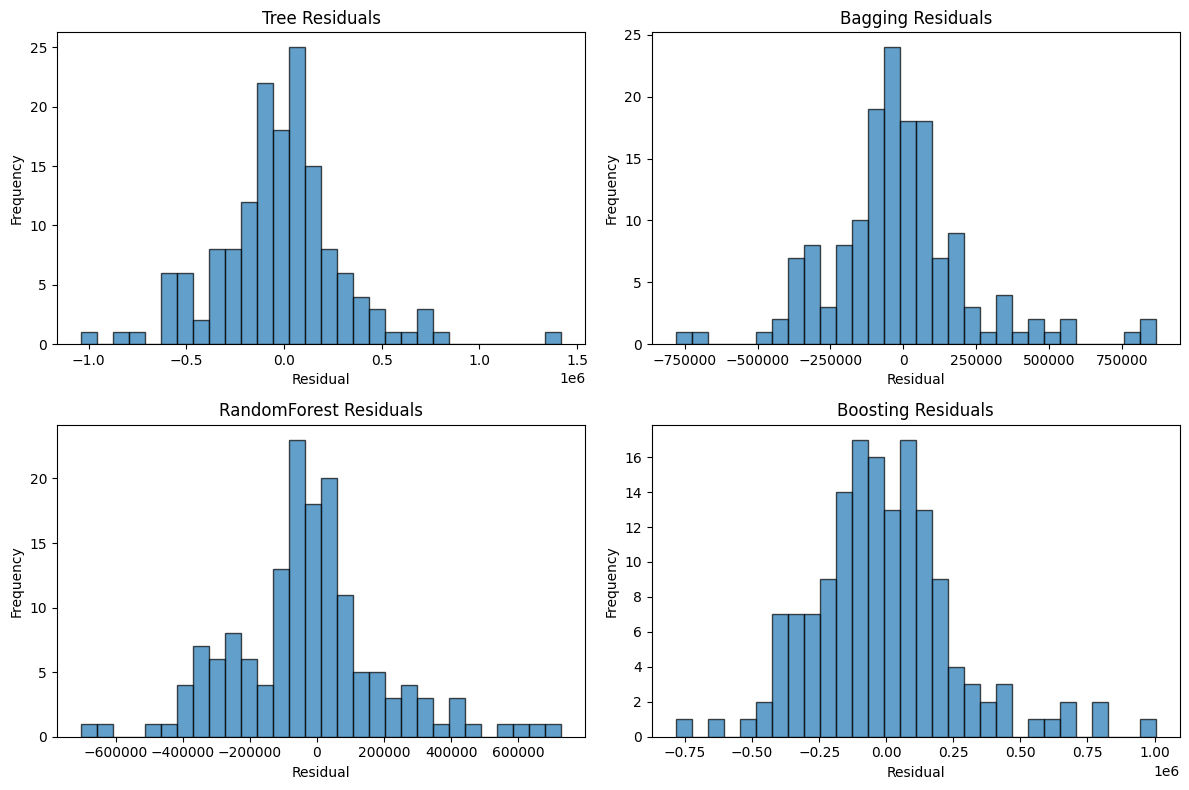 Tree Residuals
Frequency
25
20
15
10
5
0
−1.0 −0.5 0.0 0.5 1.0 1.5
1e6
Residual
Bagging Residuals
Frequency
25
20
15
10
5
0
−750000 −500000 −250000 0 250000 500000 750000
Residual
RandomForest Residuals
Frequency
20
15
10
5
0
−600000 −400000 −200000 0 200000 400000 600000
Residual
Boosting Residuals
Frequency
16
14
12
10
8
6
4
2
0
−0.75 −0.50 −0.25 0.00 0.25 0.50 0.75 1.00
1e6
Residual